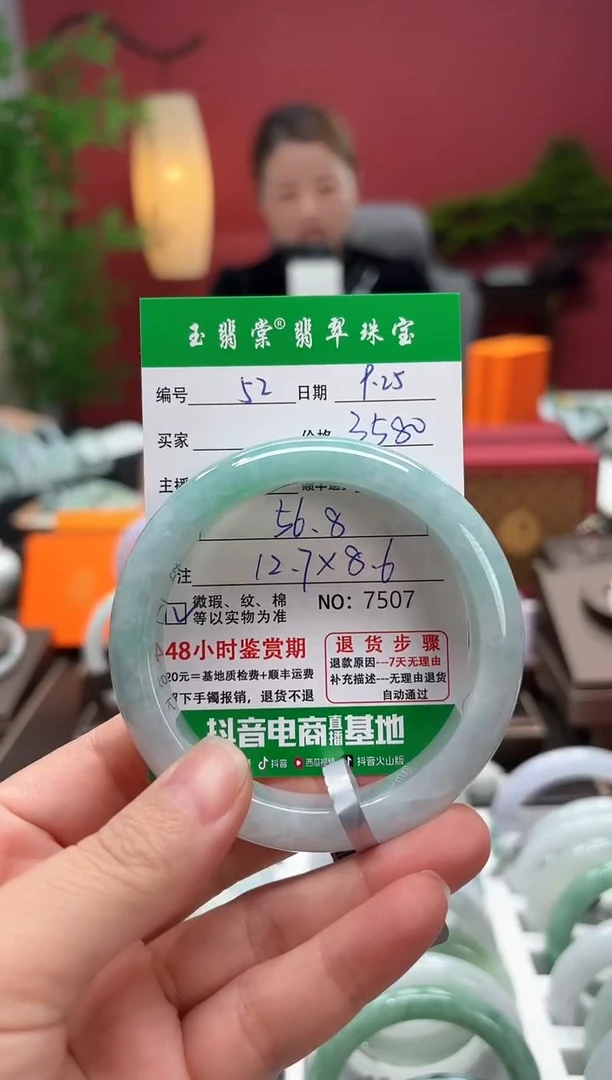 玉翡棠®翡翠珠宝
编号 52 日期 9.25
买家 价格 3580
主播
56.8
注 12.7×8.6
微瑕、纹、棉
等以实物为准
NO: 7507
48小时鉴赏期
20元=基地质检费+顺丰运费
下手镯报销，退货不退
退货步骤
退款原因---7天无理由
补充描述---无理由退货
自动通过
抖音电商直播基地
抖音 西瓜视频 抖音火山版